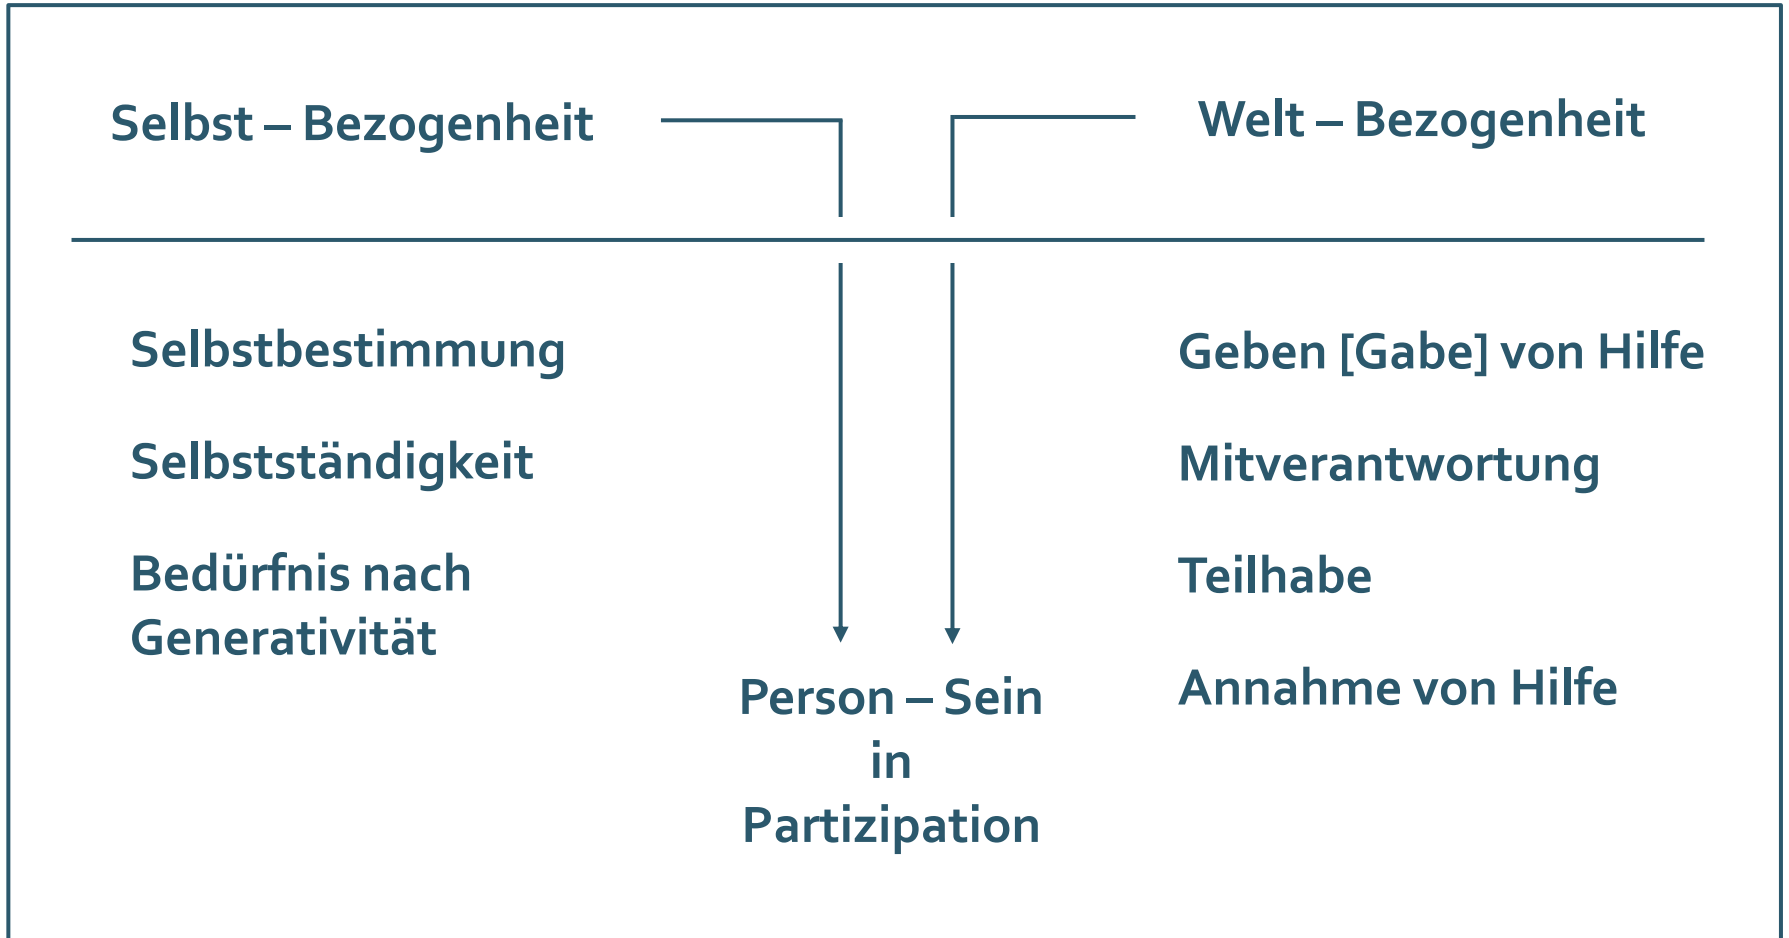 Selbst – Bezogenheit
Welt – Bezogenheit
Selbstbestimmung
Selbstständigkeit
Bedürfnis nach
Generativität
Geben [Gabe] von Hilfe
Mitverantwortung
Teilhabe
Annahme von Hilfe
Person – Sein
in
Partizipation